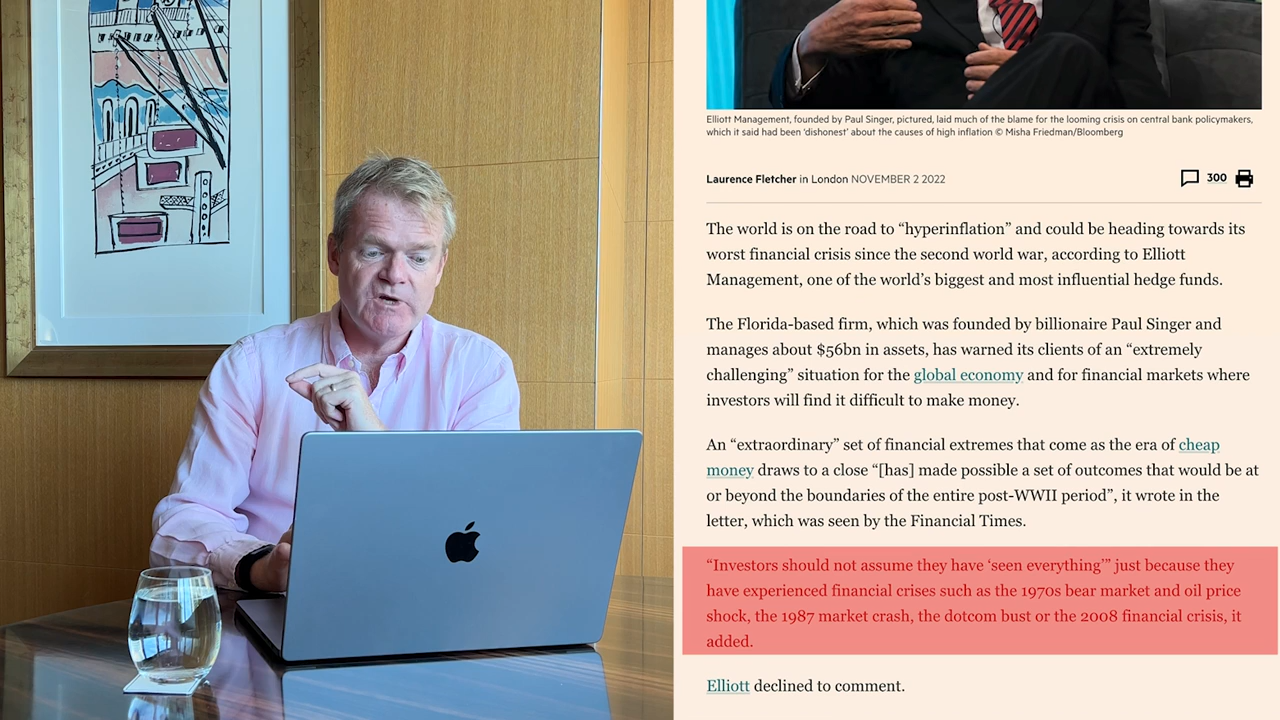 Elliott Management, founded by Paul Singer, pictured, laid much of the blame for the looming crisis on central bank policymakers,
which it said had been ‘dishonest’ about the causes of high inflation © Misha Friedman/Bloomberg
Laurence Fletcher in London NOVEMBER 2 2022
300
The world is on the road to “hyperinflation” and could be heading towards its
worst financial crisis since the second world war, according to Elliott
Management, one of the world’s biggest and most influential hedge funds.
The Florida-based firm, which was founded by billionaire Paul Singer and
manages about $56bn in assets, has warned its clients of an “extremely
challenging” situation for the global economy and for financial markets where
investors will find it difficult to make money.
An “extraordinary” set of financial extremes that come as the era of cheap
money draws to a close “[has] made possible a set of outcomes that would be at
or beyond the boundaries of the entire post-WWII period”, it wrote in the
letter, which was seen by the Financial Times.
“Investors should not assume they have ‘seen everything’” just because they
have experienced financial crises such as the 1970s bear market and oil price
shock, the 1987 market crash, the dotcom bust or the 2008 financial crisis, it
added.
Elliott declined to comment.